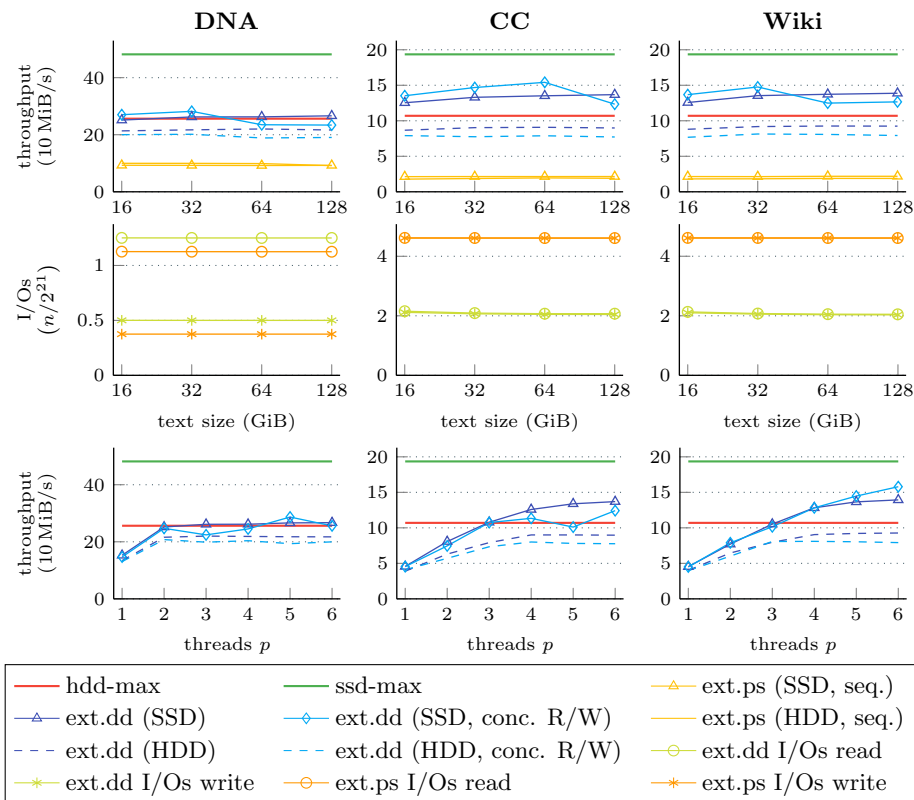 DNA CC Wiki
throughput
(10 MiB/s)
40
20
0
16 32 64 128
20
15
10
5
0
16 32 64 128
20
15
10
5
0
16 32 64 128
I/Os
(n/2^21)
1
0.5
0
16 32 64 128
text size (GiB)
4
2
0
16 32 64 128
text size (GiB)
4
2
0
16 32 64 128
text size (GiB)
throughput
(10 MiB/s)
40
20
0
1 2 3 4 5 6
threads p
20
15
10
5
0
1 2 3 4 5 6
threads p
20
15
10
5
0
1 2 3 4 5 6
threads p
hdd-max ssd-max ext.ps (SSD, seq.)
ext.dd (SSD) ext.dd (SSD, conc. R/W) ext.ps (HDD, seq.)
ext.dd (HDD) ext.dd (HDD, conc. R/W) ext.dd I/Os read
ext.dd I/Os write ext.ps I/Os read ext.ps I/Os write